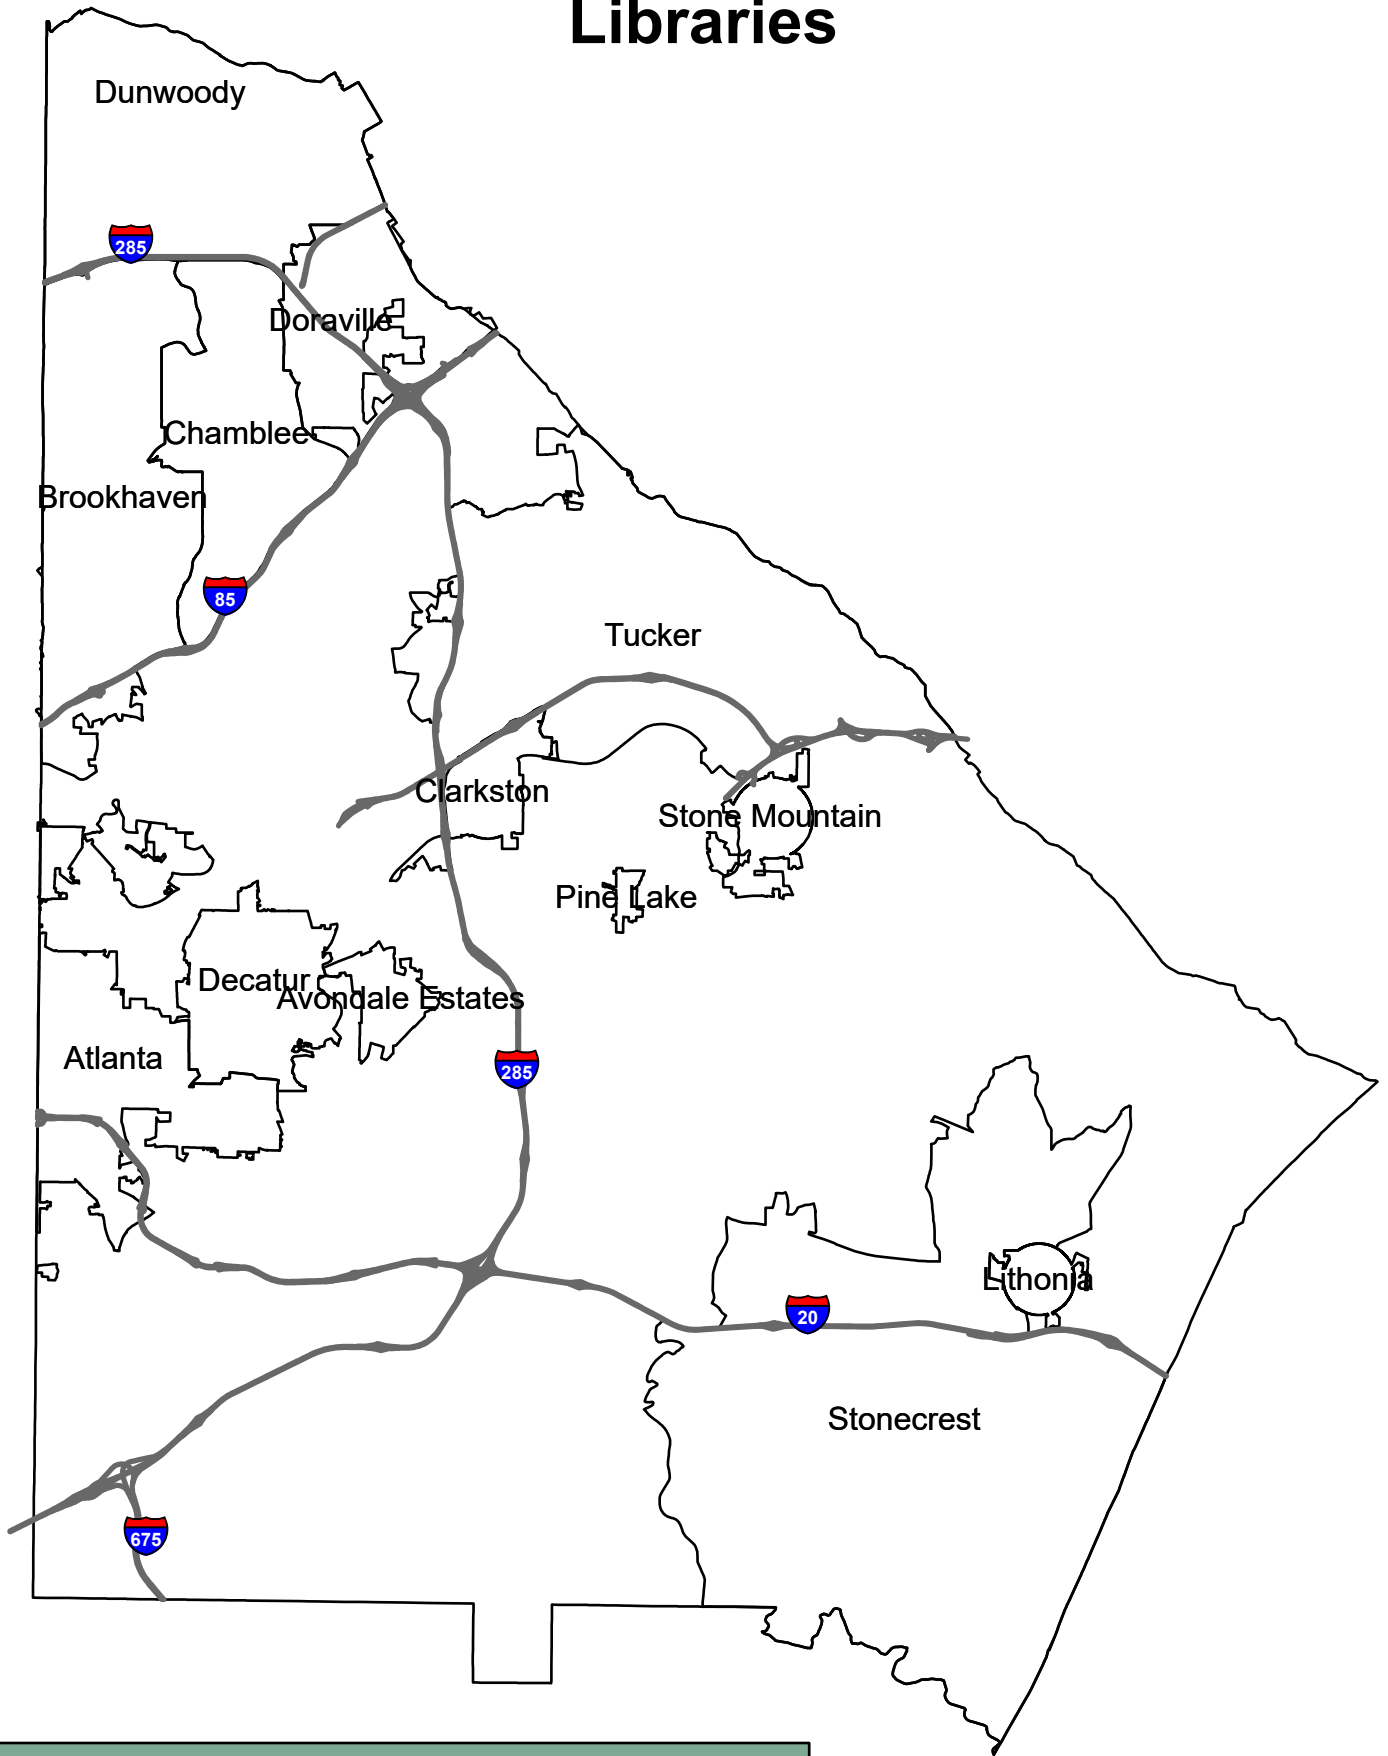 Libraries
Dunwoody
285
Doraville
Chamblee
Brookhaven
85
Tucker
Clarkston
Stone Mountain
Pine Lake
Decatur
Avondale Estates
Atlanta
285
Lithonia
20
Stonecrest
675